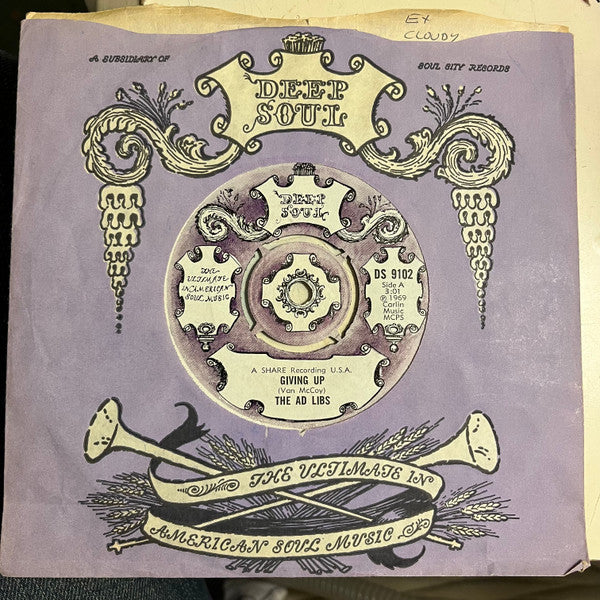 EX
CLOUDY
A SUBSIDIARY OF
SOUL CITY RECORDS
DEEP
SOUL
DEEP
SOUL
THE
ULTIMATE
IN AMERICAN
SOUL MUSIC
DS 9102
Side A
3:01
℗ 1969
Carlin
Music
MCPS
A SHARE Recording U.S.A.
GIVING UP
(Van McCoy)
THE AD LIBS
THE ULTIMATE IN
AMERICAN SOUL MUSIC